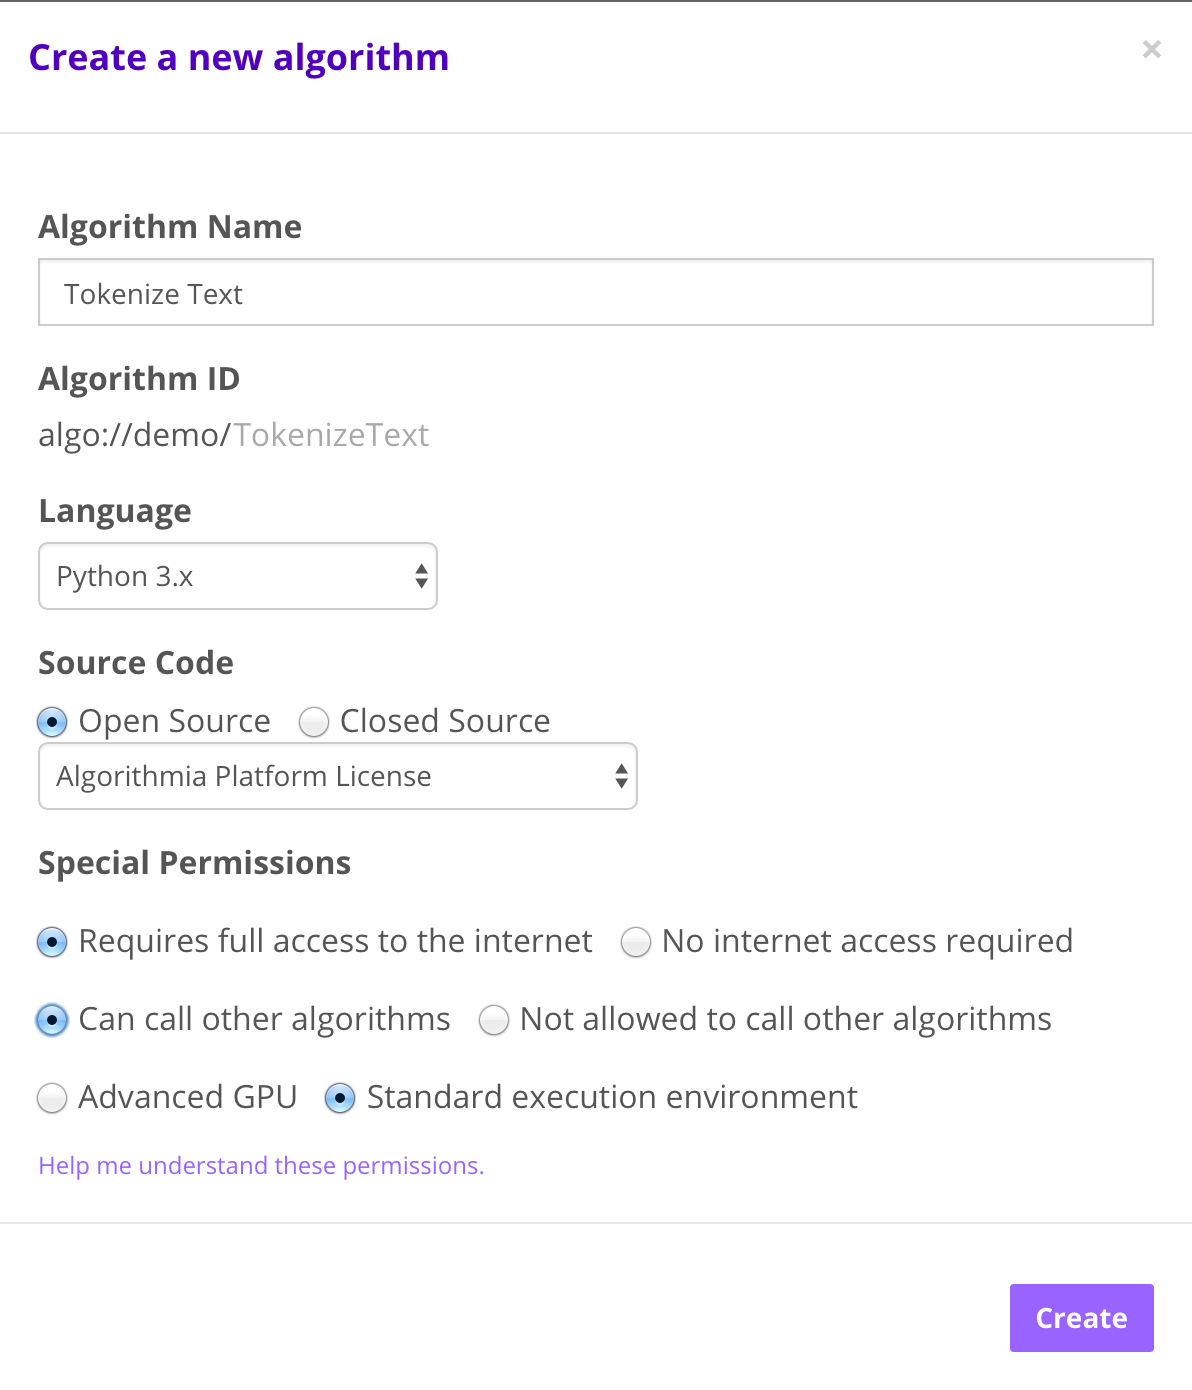 Create a new algorithm
×
Algorithm Name
Tokenize Text
Algorithm ID
algo://demo/TokenizeText
Language
Python 3.x
Source Code
Open Source Closed Source
Algorithmia Platform License
Special Permissions
Requires full access to the internet No internet access required
Can call other algorithms Not allowed to call other algorithms
Advanced GPU Standard execution environment
Help me understand these permissions.
Create